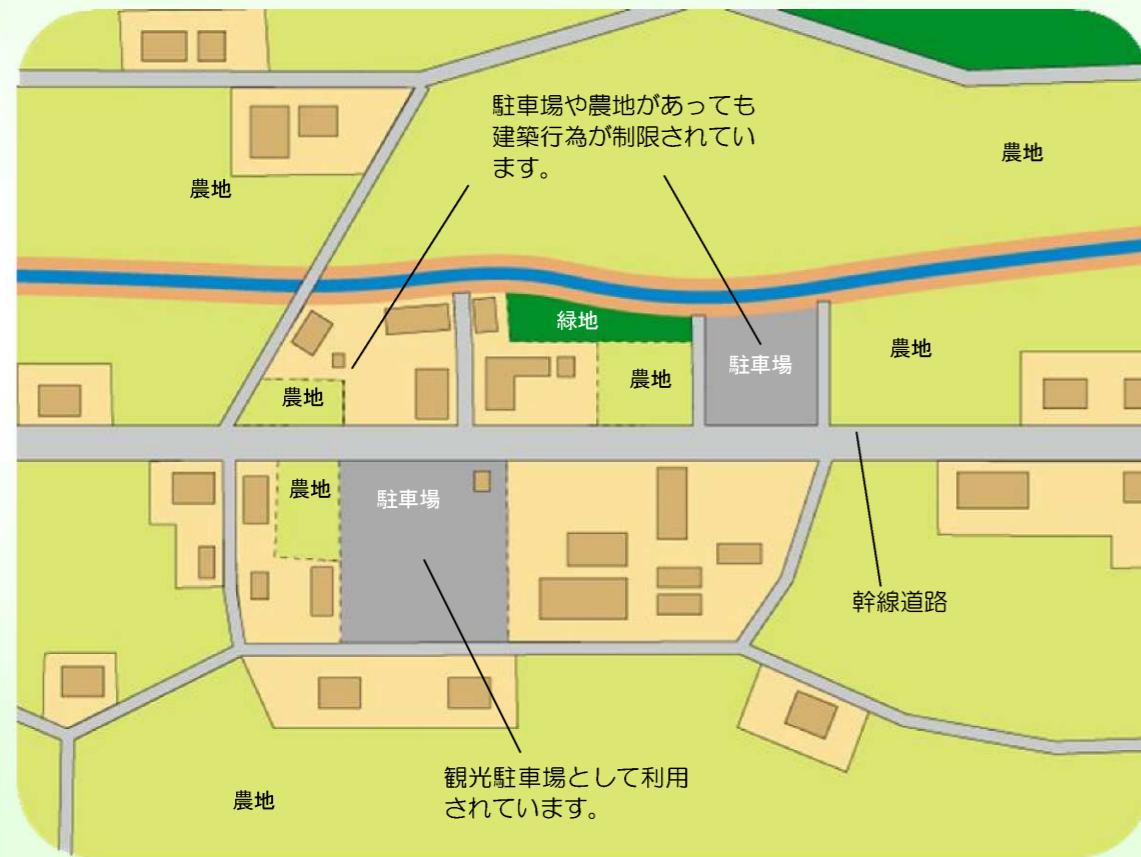 駐車場や農地があっても
建築行為が制限されてい
ます。
農地
農地
緑地
農地
駐車場
農地
農地
農地
駐車場
幹線道路
観光駐車場として利用
されています。
農地